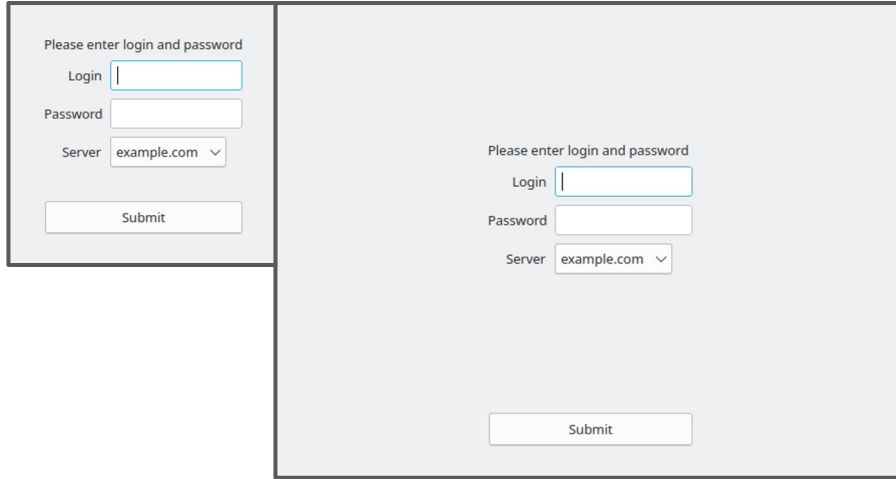 Please enter login and password
Login
Password
Server example.com
Submit
Please enter login and password
Login
Password
Server example.com
Submit